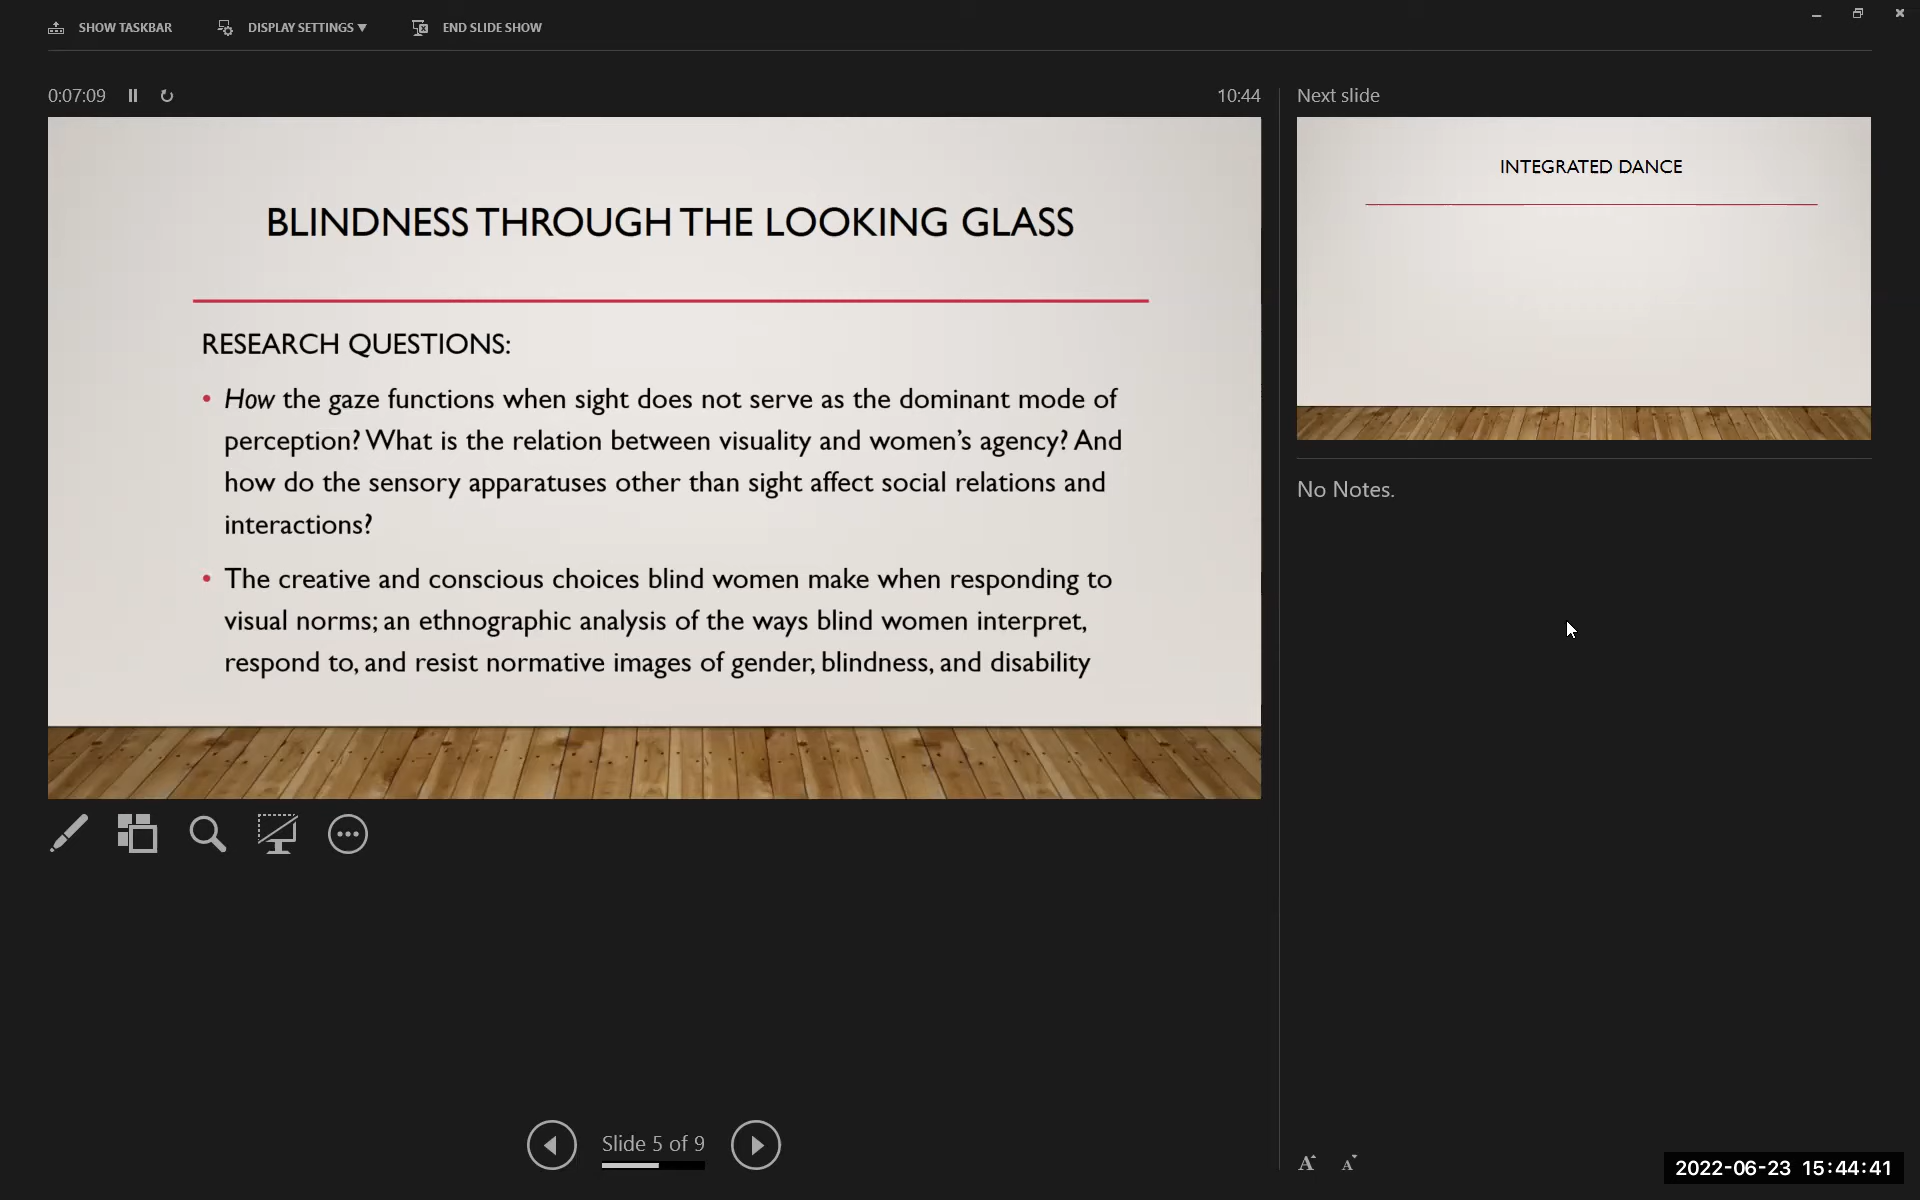 SHOW TASKBAR
DISPLAY SETTINGS ▼
END SLIDE SHOW
0:07:09
10:44
BLINDNESS THROUGH THE LOOKING GLASS
RESEARCH QUESTIONS:
• How the gaze functions when sight does not serve as the dominant mode of
perception? What is the relation between visuality and women’s agency? And
how do the sensory apparatuses other than sight affect social relations and
interactions?
• The creative and conscious choices blind women make when responding to
visual norms; an ethnographic analysis of the ways blind women interpret,
respond to, and resist normative images of gender, blindness, and disability
Slide 5 of 9
Next slide
INTEGRATED DANCE
No Notes.
A A
2022-06-23 15:44:41